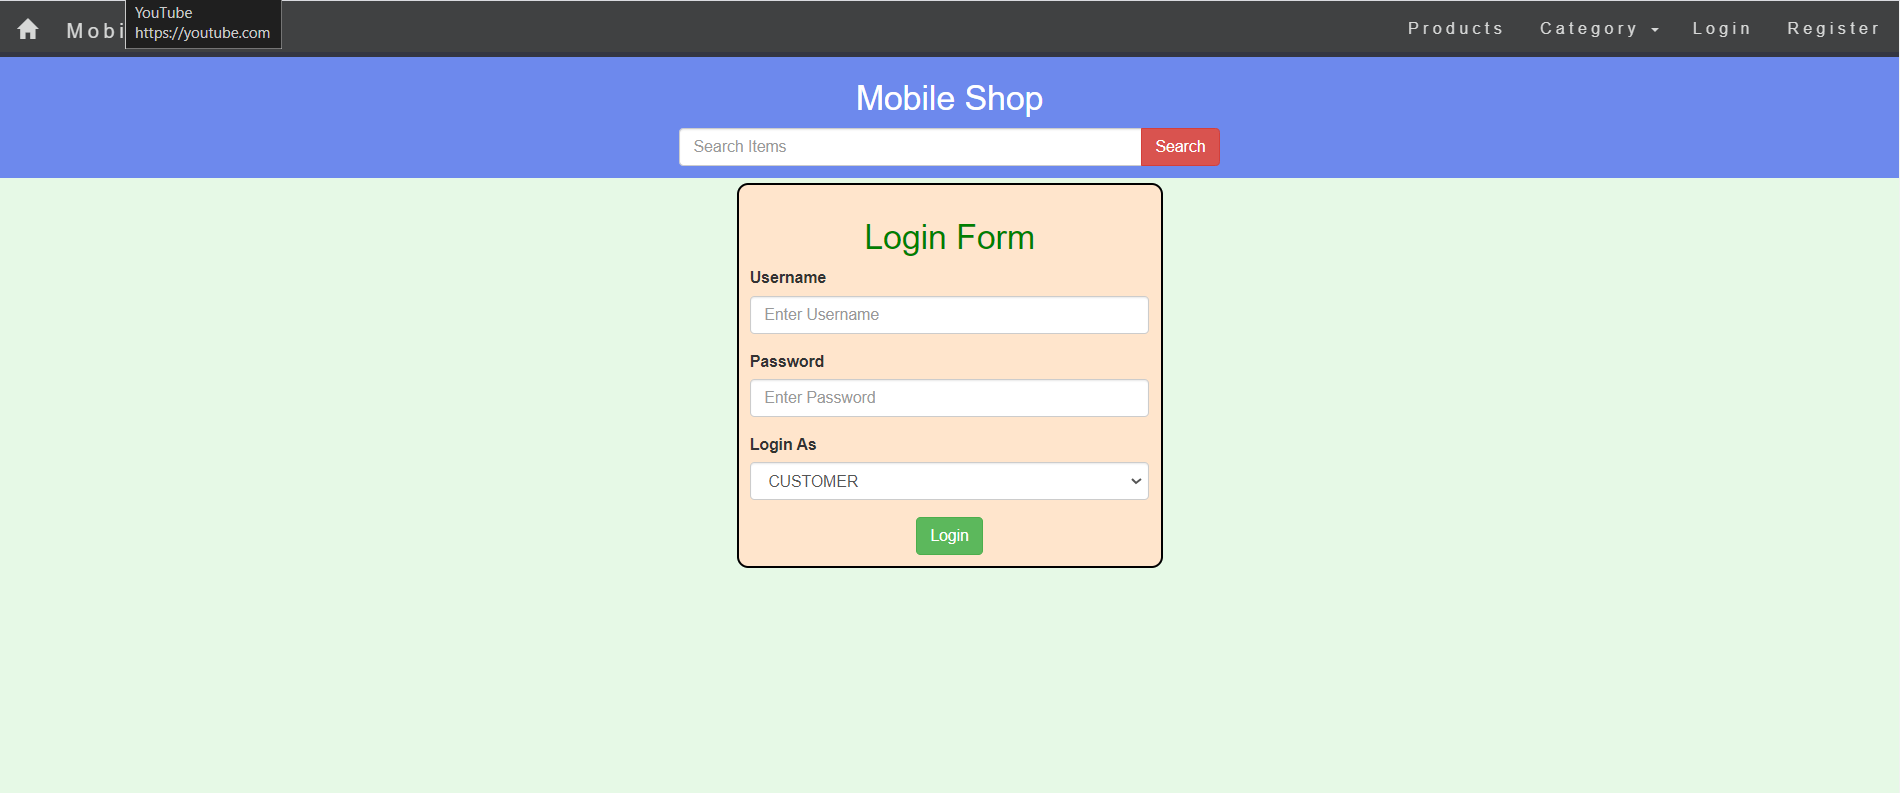 YouTube
https://youtube.com
Products Category Login Register
Mobile Shop
Search Items Search
Login Form
Username
Enter Username
Password
Enter Password
Login As
CUSTOMER
Login